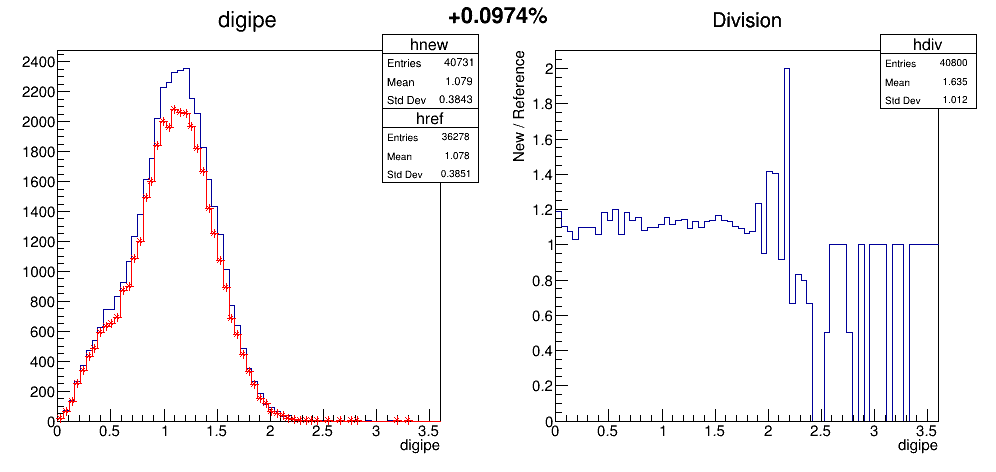 +0.0974%
digipe
hnew
Entries 40731
Mean 1.079
Std Dev 0.3843
href
Entries 36278
Mean 1.078
Std Dev 0.3851
2400
2200
2000
1800
1600
1400
1200
1000
800
600
400
200
0
0 0.5 1 1.5 2 2.5 3 3.5
digipe
Division
hdiv
Entries 40800
Mean 1.635
Std Dev 1.012
New / Reference
2
1.8
1.6
1.4
1.2
1
0.8
0.6
0.4
0.2
0
0 0.5 1 1.5 2 2.5 3 3.5
digipe